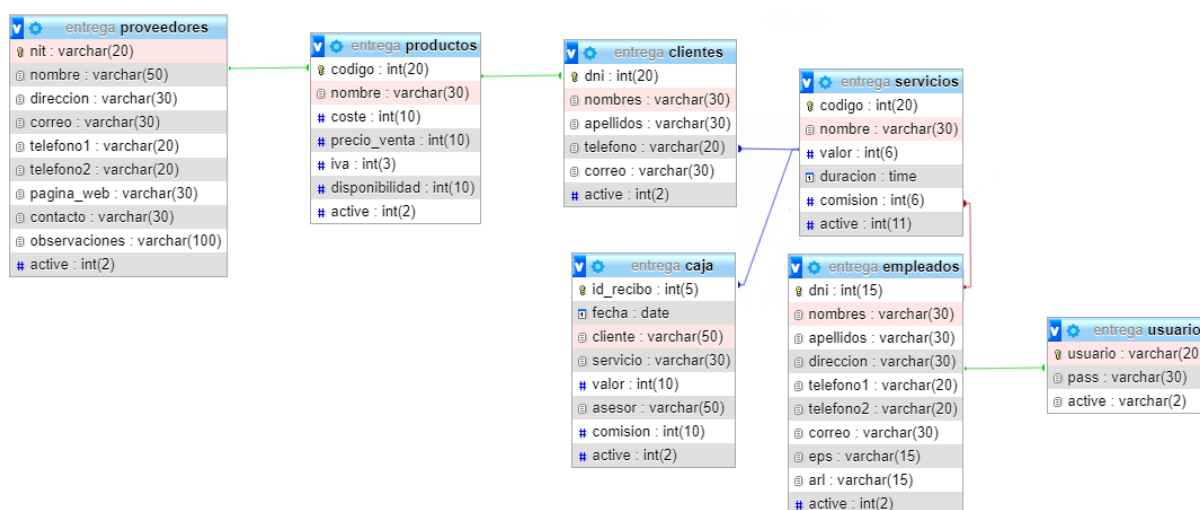 entrega proveedores
nit : varchar(20)
nombre : varchar(50)
direccion : varchar(30)
correo : varchar(30)
telefono1 : varchar(20)
telefono2 : varchar(20)
pagina_web : varchar(30)
contacto : varchar(30)
observaciones : varchar(100)
active : int(2)
entrega productos
codigo : int(20)
nombre : varchar(30)
coste : int(10)
precio_venta : int(10)
iva : int(3)
disponibilidad : int(10)
active : int(2)
entrega clientes
dni : int(20)
nombres : varchar(30)
apellidos : varchar(30)
telefono : varchar(20)
correo : varchar(30)
active : int(2)
entrega servicios
codigo : int(20)
nombre : varchar(30)
valor : int(6)
duracion : time
comision : int(6)
active : int(11)
entrega caja
id_recibo : int(5)
fecha : date
cliente : varchar(50)
servicio : varchar(30)
valor : int(10)
asesor : varchar(50)
comision : int(10)
active : int(2)
entrega empleados
dni : int(15)
nombres : varchar(30)
apellidos : varchar(30)
direccion : varchar(30)
telefono1 : varchar(20)
telefono2 : varchar(20)
correo : varchar(30)
eps : varchar(15)
arl : varchar(15)
active : int(2)
entrega usuario
usuario : varchar(20
pass : varchar(30)
active : varchar(2)